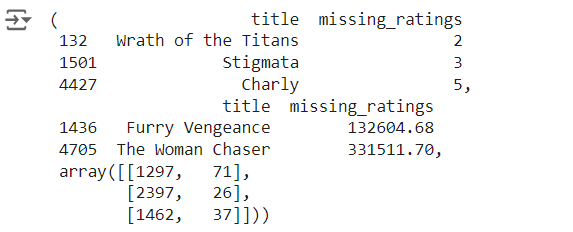 (                        title  missing_ratings
132   Wrath of the Titans                2
1501             Stigmata                3
4427               Charly                5,
                 title  missing_ratings
1436   Furry Vengeance        132604.68
4705  The Woman Chaser        331511.70,
array([[1297,   71],
       [2397,   26],
       [1462,   37]]))